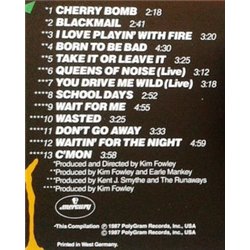 *1 CHERRY BOMB 2:18
*2 BLACKMAIL 2:41
**3 I LOVE PLAYIN' WITH FIRE 3:20
*4 BORN TO BE BAD 4:30
**5 TAKE IT OR LEAVE IT 3:25
**6 QUEENS OF NOISE (Live) 3:12
*7 YOU DRIVE ME WILD (Live) 3:18
***8 SCHOOL DAYS 2:52
***9 WAIT FOR ME 4:55
***10 WASTED 3:25
***11 DON'T GO AWAY 3:33
***12 WAITIN' FOR THE NIGHT 4:59
****13 C'MON 3:58
*Produced and Directed by Kim Fowley
**Produced by Kim Fowley and Earle Mankey
****Produced by Kent J. Smythe and The Runaways
***Produced by Kim Fowley
mercury
This Compilation Ⓟ 1987 PolyGram Records, Inc., USA
© 1987 PolyGram Records, Inc., USA
Printed in West Germany.